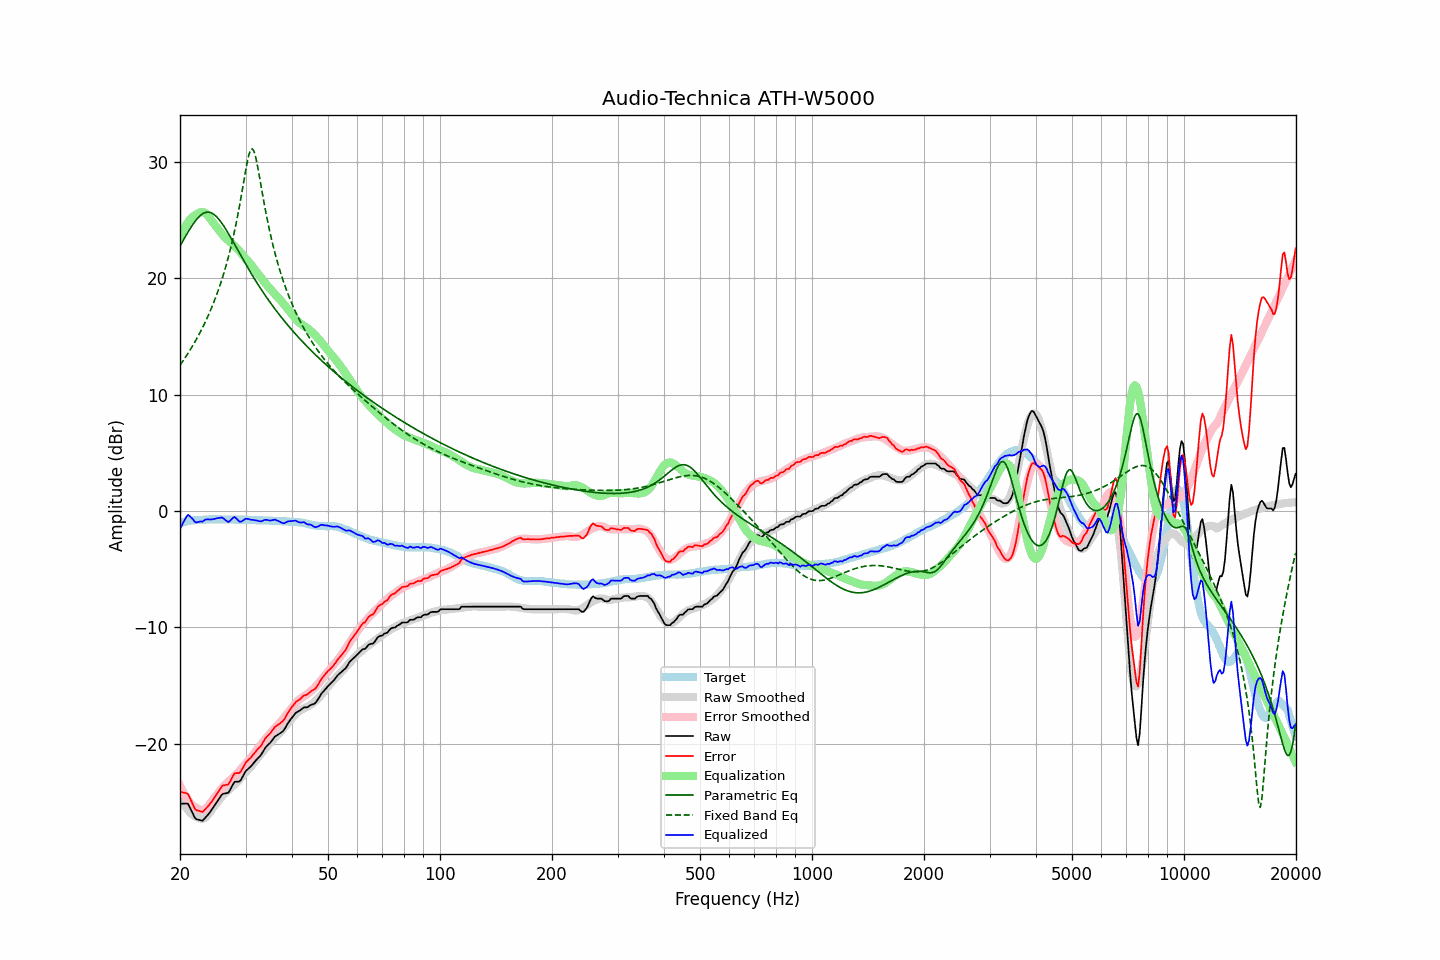 Audio-Technica ATH-W5000
Amplitude (dBr)
30
20
10
0
−10
−20
20
50
100
200
500
1000
2000
5000
10000
20000
Frequency (Hz)
Target
Raw Smoothed
Error Smoothed
Raw
Error
Equalization
Parametric Eq
Fixed Band Eq
Equalized